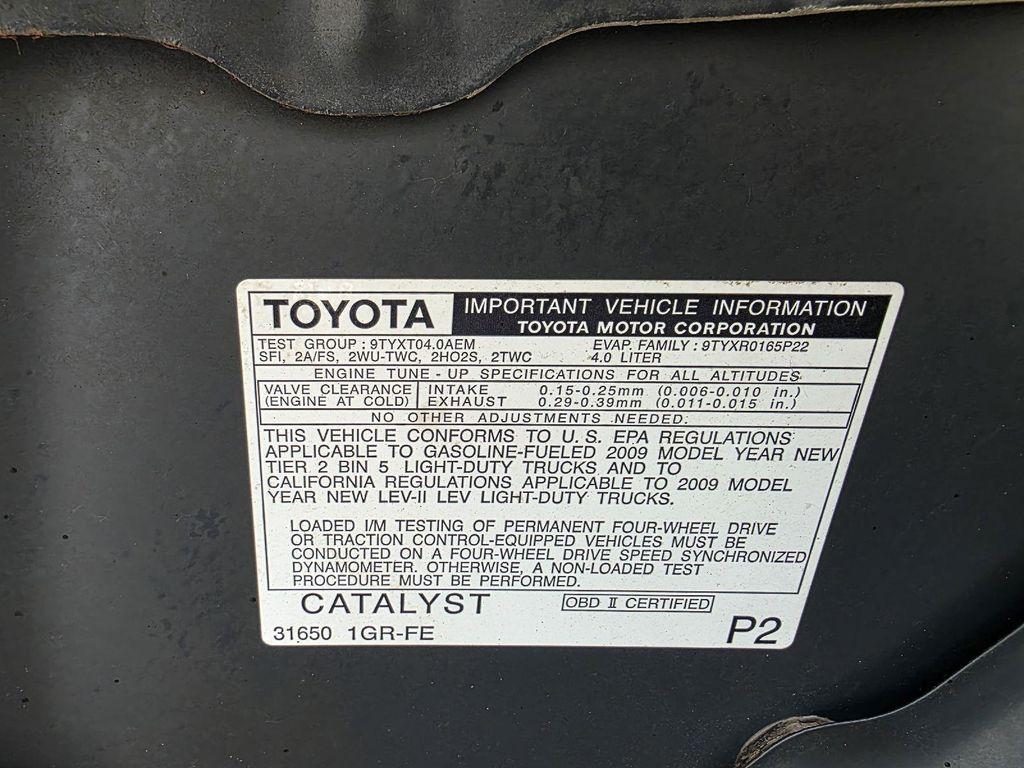 TOYOTA IMPORTANT VEHICLE INFORMATION
TOYOTA MOTOR CORPORATION
TEST GROUP : 9TYXT04.0AEM EVAP. FAMILY : 9TYXR0165P22
SFI, 2A/FS, 2WU-TWC, 2HO2S, 2TWC 4.0 LITER
ENGINE TUNE - UP SPECIFICATIONS FOR ALL ALTITUDES
VALVE CLEARANCE INTAKE 0.15-0.25mm (0.006-0.010 in.)
(ENGINE AT COLD) EXHAUST 0.29-0.39mm (0.011-0.015 in.)
NO OTHER ADJUSTMENTS NEEDED.
THIS VEHICLE CONFORMS TO U.S. EPA REGULATIONS
APPLICABLE TO GASOLINE-FUELED 2009 MODEL YEAR NEW
TIER 2 BIN 5 LIGHT-DUTY TRUCKS AND TO
CALIFORNIA REGULATIONS APPLICABLE TO 2009 MODEL
YEAR NEW LEV-II LEV LIGHT-DUTY TRUCKS.
LOADED I/M TESTING OF PERMANENT FOUR-WHEEL DRIVE
OR TRACTION CONTROL-EQUIPPED VEHICLES MUST BE
CONDUCTED ON A FOUR-WHEEL DRIVE SPEED SYNCHRONIZED
DYNAMOMETER. OTHERWISE, A NON-LOADED TEST
PROCEDURE MUST BE PERFORMED.
CATALYST OBD II CERTIFIED
31650 1GR-FE P2